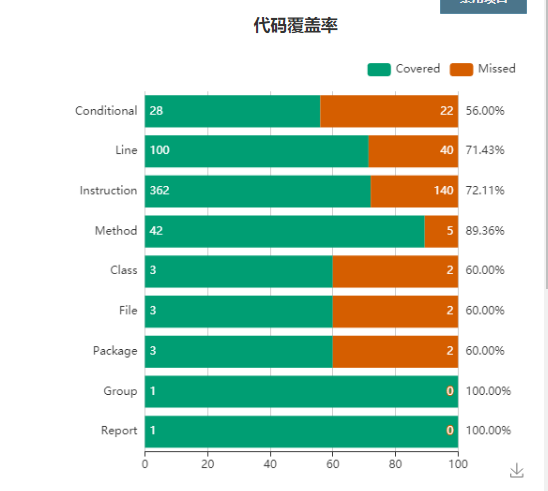 代码覆盖率
Covered Missed
Conditional 28 22 56.00%
Line 100 40 71.43%
Instruction 362 140 72.11%
Method 42 5 89.36%
Class 3 2 60.00%
File 3 2 60.00%
Package 3 2 60.00%
Group 1 0 100.00%
Report 1 0 100.00%
0 20 40 60 80 100